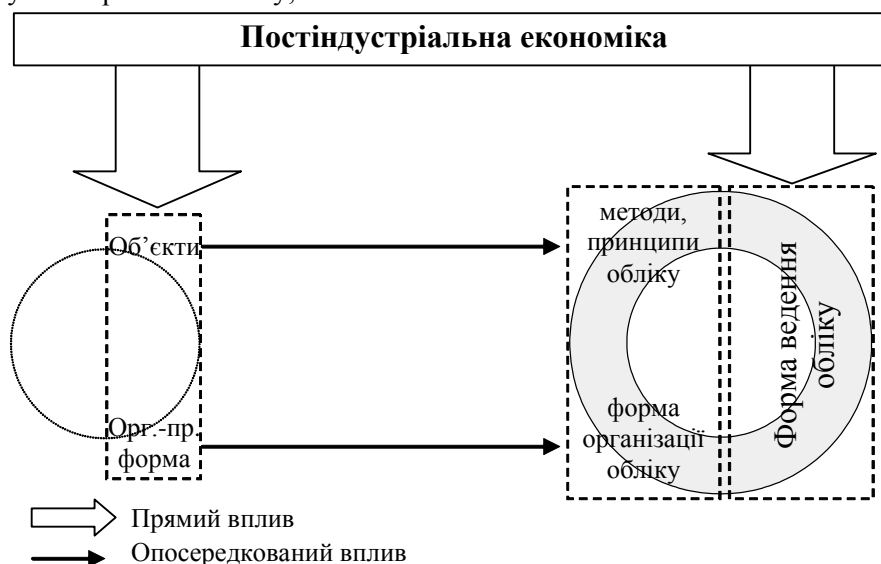 Постіндустріальна економіка
методи,
принципи
обліку
Об’єкти
Форма ведення
обліку
форма
організації
обліку
Орг.-пр.
форма
Прямий вплив
Опосередкований вплив